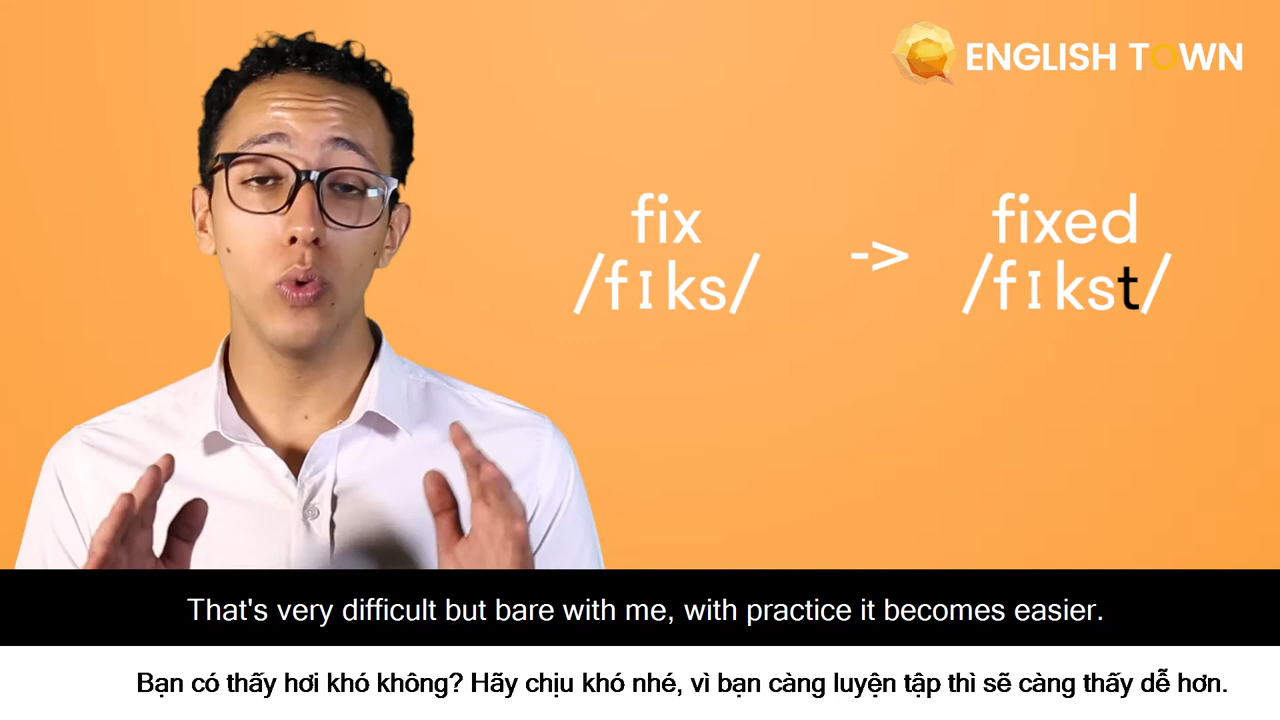 ENGLISH TOWN
fix
/fɪks/
->
fixed
/fɪkst/
That's very difficult but bare with me, with practice it becomes easier.
Bạn có thấy hơi khó không? Hãy chịu khó nhé, vì bạn càng luyện tập thì sẽ càng thấy dễ hơn.